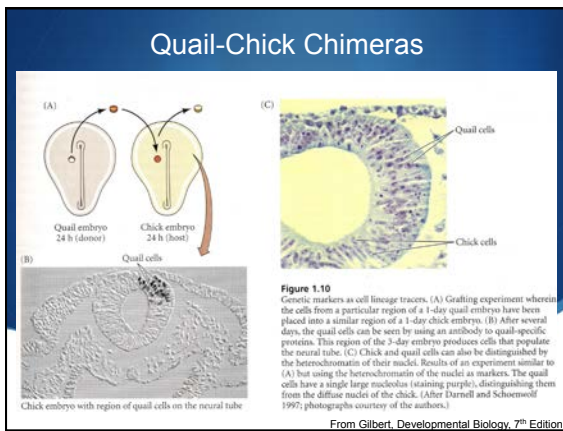 Quail-Chick Chimeras
(A)
Quail embryo
24 h (donor)
Chick embryo
24 h (host)
(B)
Quail cells
Chick embryo with region of quail cells on the neural tube
(C)
Quail cells
Chick cells
Figure 1.10
Genetic markers as cell lineage tracers. (A) Grafting experiment wherein
the cells from a particular region of a 1-day quail embryo have been
placed into a similar region of a 1-day chick embryo. (B) After several
days, the quail cells can be seen by using an antibody to quail-specific
proteins. This region of the 3-day embryo produces cells that populate
the neural tube. (C) Chick and quail cells can also be distinguished by
the heterochromatin of their nuclei. Results of an experiment similar to
(A) but using the heterochromatin of the nucleus as markers. The quail
cells have a single large nucleolus (staining purple), distinguishing them
from the diffuse nuclei of the chick. (After Darnell and Schoenwolf
1997; photographs courtesy of the authors.)
From Gilbert, Developmental Biology, 7th Edition